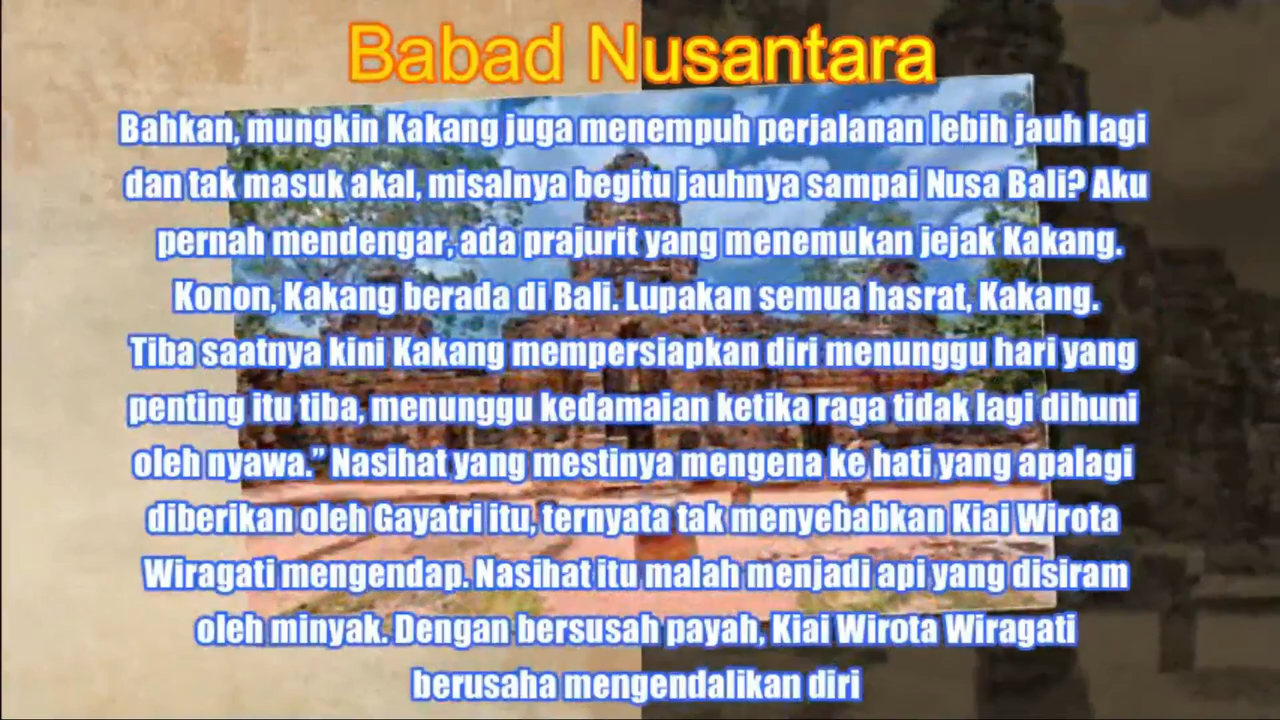 Babad Nusantara
Bahkan, mungkin Kakang juga menempuh perjalanan lebih jauh lagi
dan tak masuk akal, misalnya begitu jauhnya sampai Nusa Bali? Aku
pernah mendengar, ada prajurit yang menemukan jejak Kakang.
Konon, Kakang berada di Bali. Lupakan semua hasrat, Kakang.
Tiba saatnya kini Kakang mempersiapkan diri menunggu hari yang
penting itu tiba, menunggu kedamaian ketika raga tidak lagi dihuni
oleh nyawa.” Nasihat yang mestinya mengena ke hati yang apalagi
diberikan oleh Gayatri itu, ternyata tak menyebabkan Kiai Wirota
Wiragati mengendap. Nasihat itu malah menjadi api yang disiram
oleh minyak. Dengan bersusah payah, Kiai Wirota Wiragati
berusaha mengendalikan diri